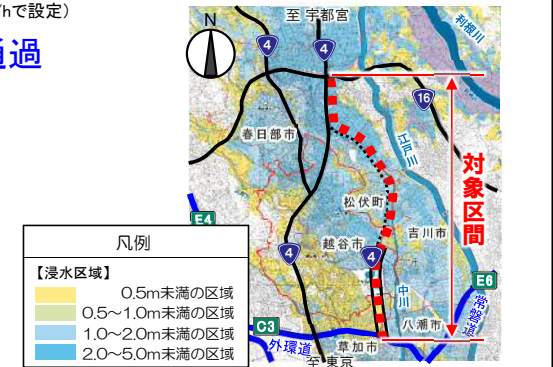 /hで設定）
通過
N
至 宇都宮
利根川
4
4
16
春日部市
江戸川
対象区間
松伏町
吉川市
E4
越谷市
4
4
中川
E6
常磐道
八潮市
C3
外環道
草加市
至 東京
凡例
【浸水区域】
0.5m未満の区域
0.5～1.0m未満の区域
1.0～2.0m未満の区域
2.0～5.0m未満の区域